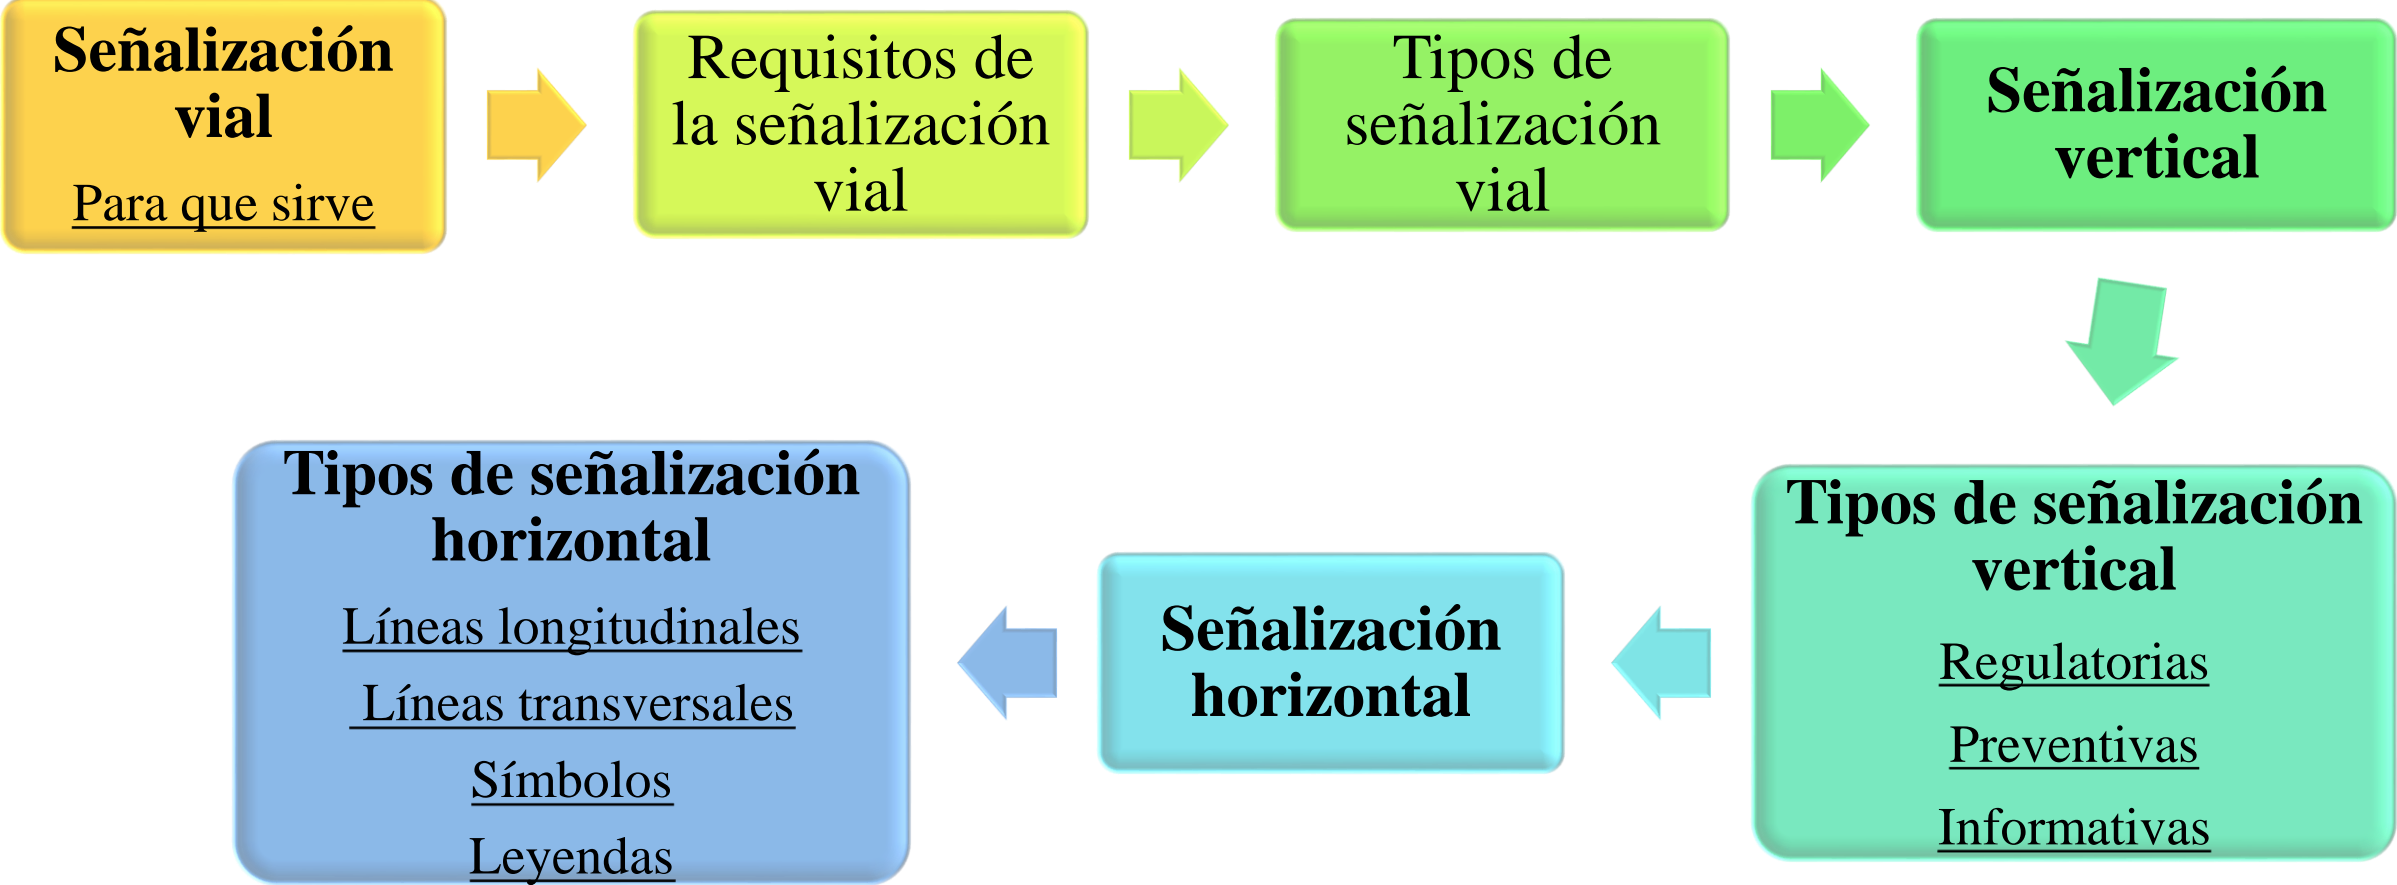 Señalización
vial
Para que sirve
Requisitos de
la señalización
vial
Tipos de
señalización
vial
Señalización
vertical
Tipos de señalización
vertical
Regulatorias
Preventivas
Informativas
Señalización
horizontal
Tipos de señalización
horizontal
Líneas longitudinales
Líneas transversales
Símbolos
Leyendas